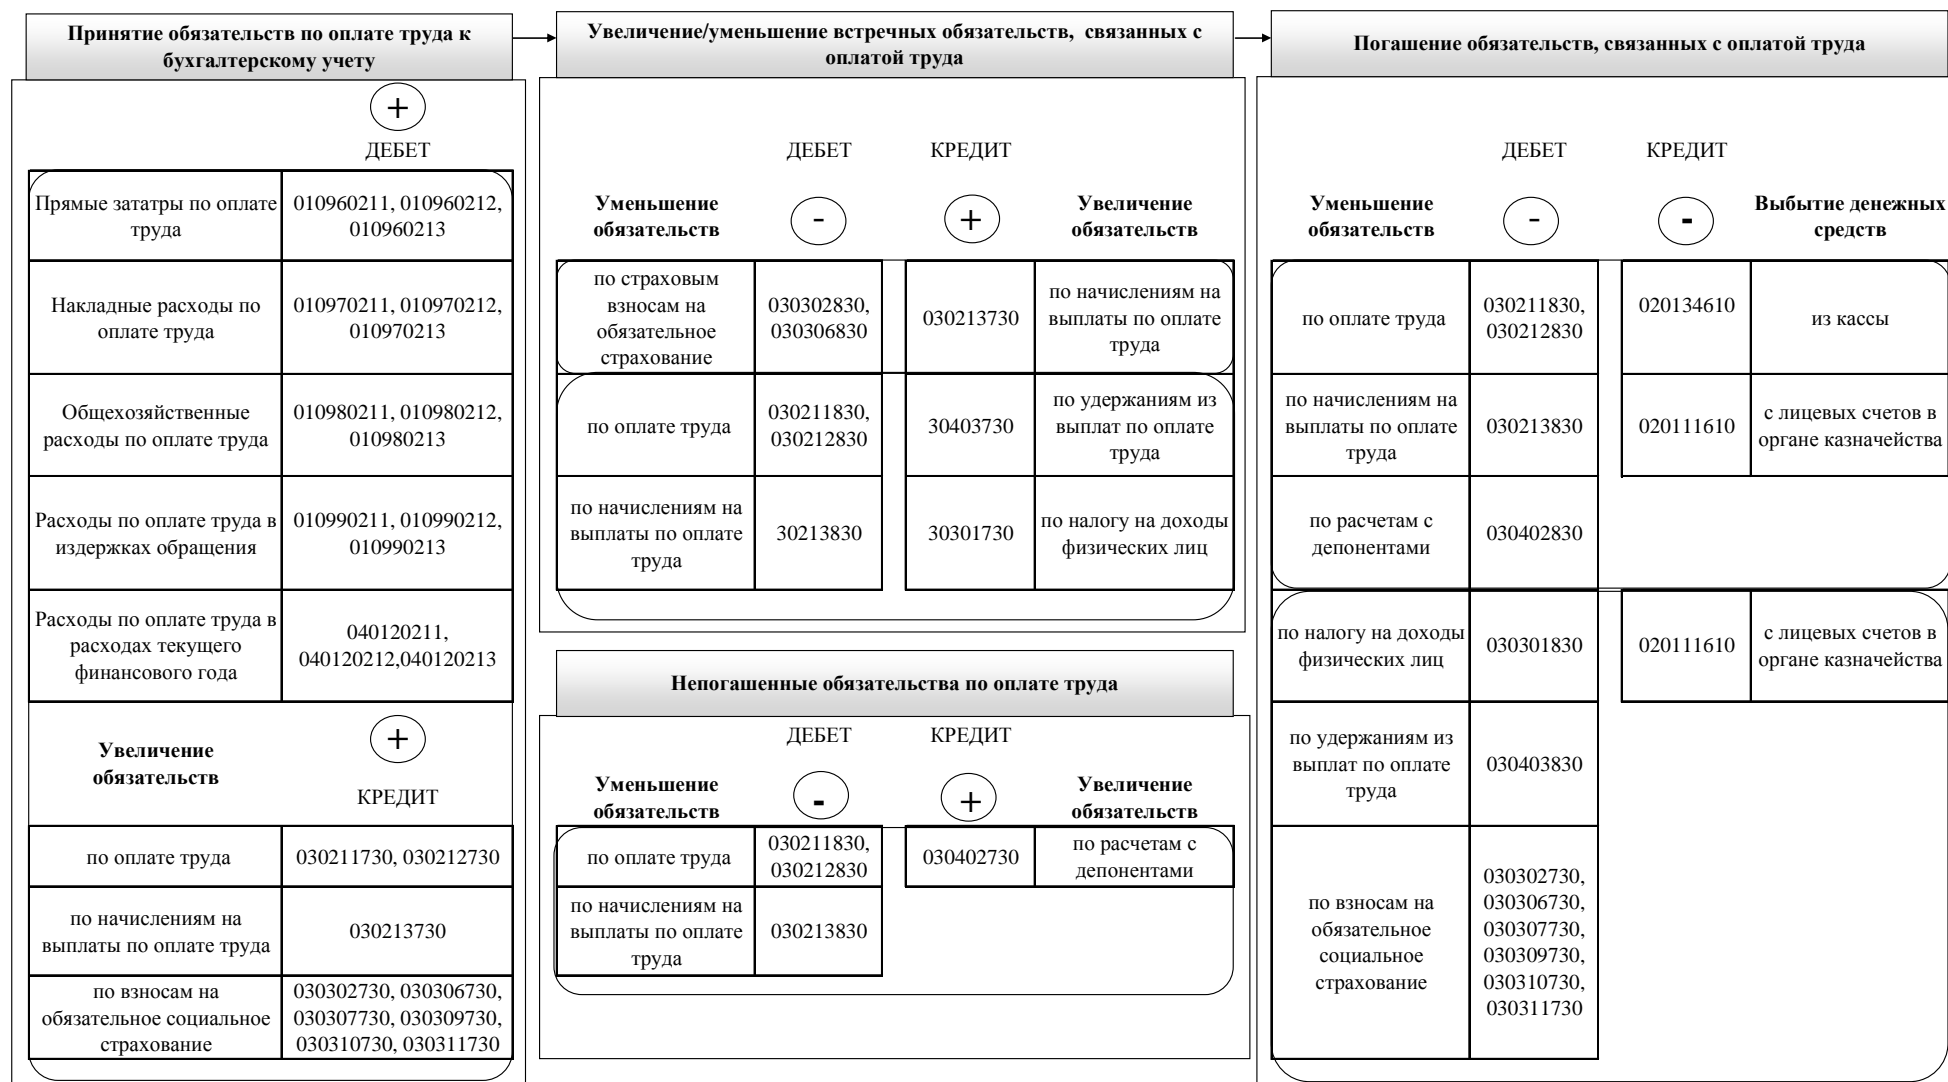 Принятие обязательств по оплате труда к
бухгалтерскому учету
+
ДЕБЕТ
Прямые зататры по оплате
труда
010960211, 010960212,
010960213
Накладные расходы по
оплате труда
010970211, 010970212,
010970213
Общехозяйственные
расходы по оплате труда
010980211, 010980212,
010980213
Расходы по оплате труда в
издержках обращения
010990211, 010990212,
010990213
Расходы по оплате труда в
расходах текущего
финансового года
040120211,
040120212,040120213
Увеличение
обязательств
+
КРЕДИТ
по оплате труда
030211730, 030212730
по начислениям на
выплаты по оплате труда
030213730
по взносам на
обязательное социальное
страхование
030302730, 030306730,
030307730, 030309730,
030310730, 030311730
Увеличение/уменьшение встречных обязательств, связанных с
оплатой труда
ДЕБЕТ
КРЕДИТ
Уменьшение
обязательств
-
+
Увеличение
обязательств
по страховым
взносам на
обязательное
страхование
030302830,
030306830
030213730
по начислениям на
выплаты по оплате
труда
по оплате труда
030211830,
030212830
30403730
по удержаниям из
выплат по оплате
труда
по начислениям на
выплаты по оплате
труда
30213830
30301730
по налогу на доходы
физических лиц
Непогашенные обязательства по оплате труда
ДЕБЕТ
КРЕДИТ
Уменьшение
обязательств
-
+
Увеличение
обязательств
по оплате труда
030211830,
030212830
030402730
по расчетам с
депонентами
по начислениям на
выплаты по оплате
труда
030213830
Погашение обязательств, связанных с оплатой труда
ДЕБЕТ
КРЕДИТ
Уменьшение
обязательств
-
-
Выбытие денежных
средств
по оплате труда
030211830,
030212830
020134610
из кассы
по начислениям на
выплаты по оплате
труда
030213830
020111610
с лицевых счетов в
органе казначейства
по расчетам с
депонентами
030402830
по налогу на доходы
физических лиц
030301830
020111610
с лицевых счетов в
органе казначейства
по удержаниям из
выплат по оплате
труда
030403830
по взносам на
обязательное
социальное
страхование
030302730,
030306730,
030307730,
030309730,
030310730,
030311730